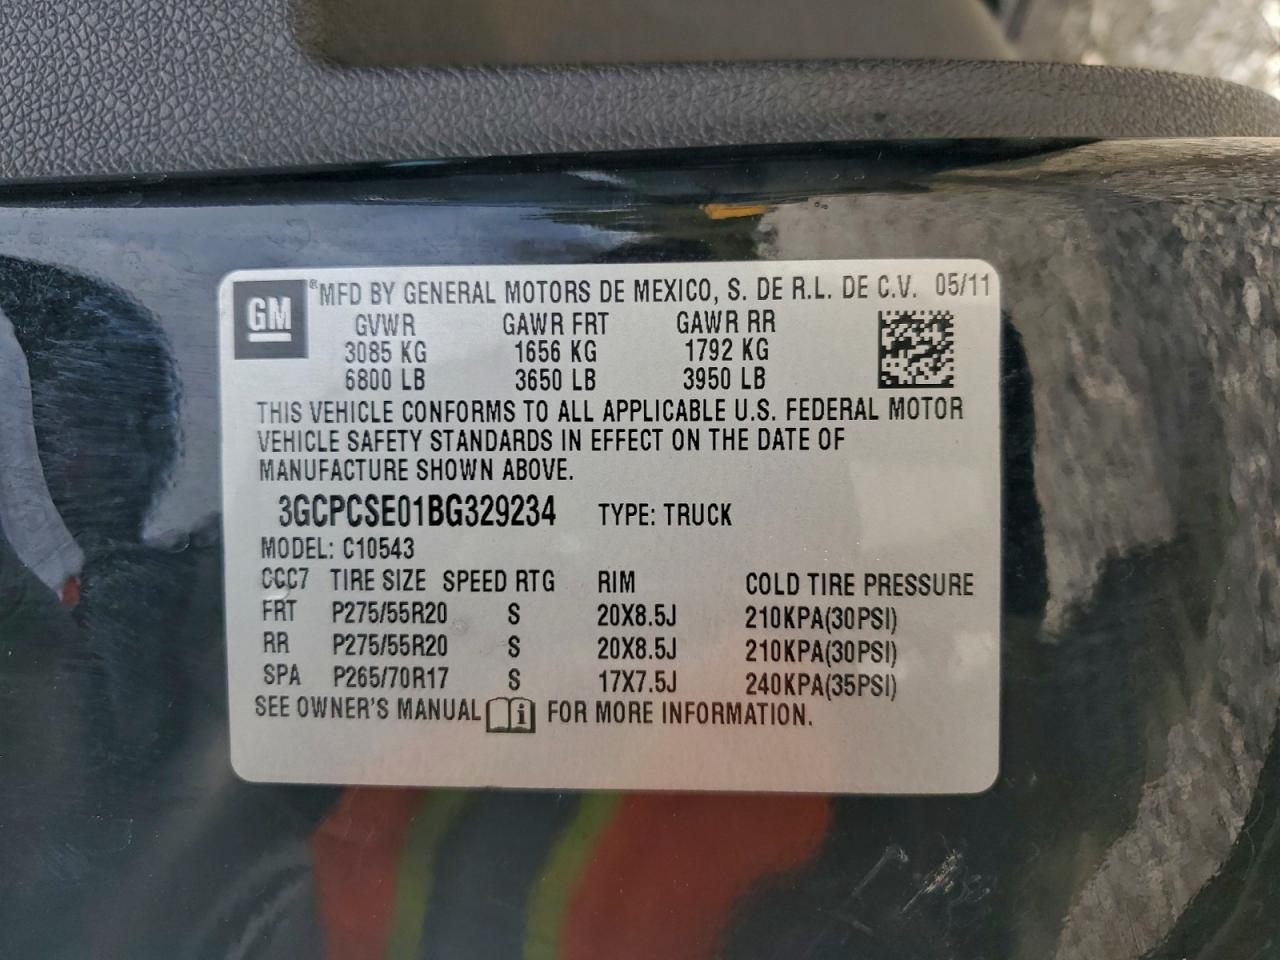 GM ® MFD BY GENERAL MOTORS DE MEXICO, S. DE R.L. DE C.V. 05/11
GVWR GAWR FRT GAWR RR
3085 KG 1656 KG 1792 KG
6800 LB 3650 LB 3950 LB
THIS VEHICLE CONFORMS TO ALL APPLICABLE U.S. FEDERAL MOTOR
VEHICLE SAFETY STANDARDS IN EFFECT ON THE DATE OF
MANUFACTURE SHOWN ABOVE.
3GCPCSE01BG329234 TYPE: TRUCK
MODEL: C10543
CCC7 TIRE SIZE SPEED RTG RIM COLD TIRE PRESSURE
FRT P275/55R20 S 20X8.5J 210KPA(30PSI)
RR P275/55R20 S 20X8.5J 210KPA(30PSI)
SPA P265/70R17 S 17X7.5J 240KPA(35PSI)
SEE OWNER'S MANUAL i FOR MORE INFORMATION.